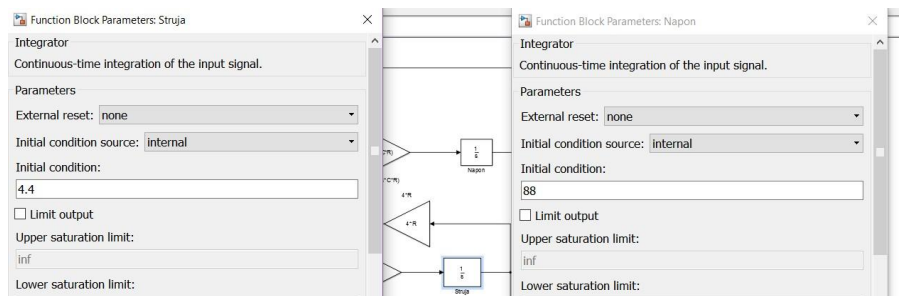 Function Block Parameters: Struja
Integrator
Continuous-time integration of the input signal.
Parameters
External reset: none
Initial condition source: internal
Initial condition:
4.4
Limit output
Upper saturation limit:
inf
Lower saturation limit:
1
s
Napon
*C*R)
4*R
4*R
1
s
Struja
Function Block Parameters: Napon
Integrator
Continuous-time integration of the input signal.
Parameters
External reset: none
Initial condition source: internal
Initial condition:
88
Limit output
Upper saturation limit:
inf
Lower saturation limit: